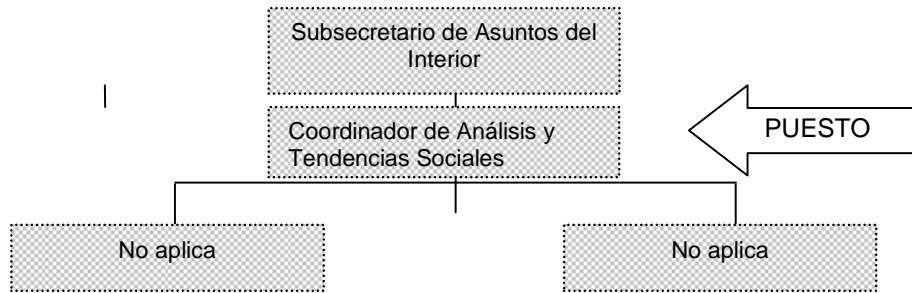 Subsecretario de Asuntos del
Interior
Coordinador de Análisis y
Tendencias Sociales
PUESTO
No aplica
No aplica